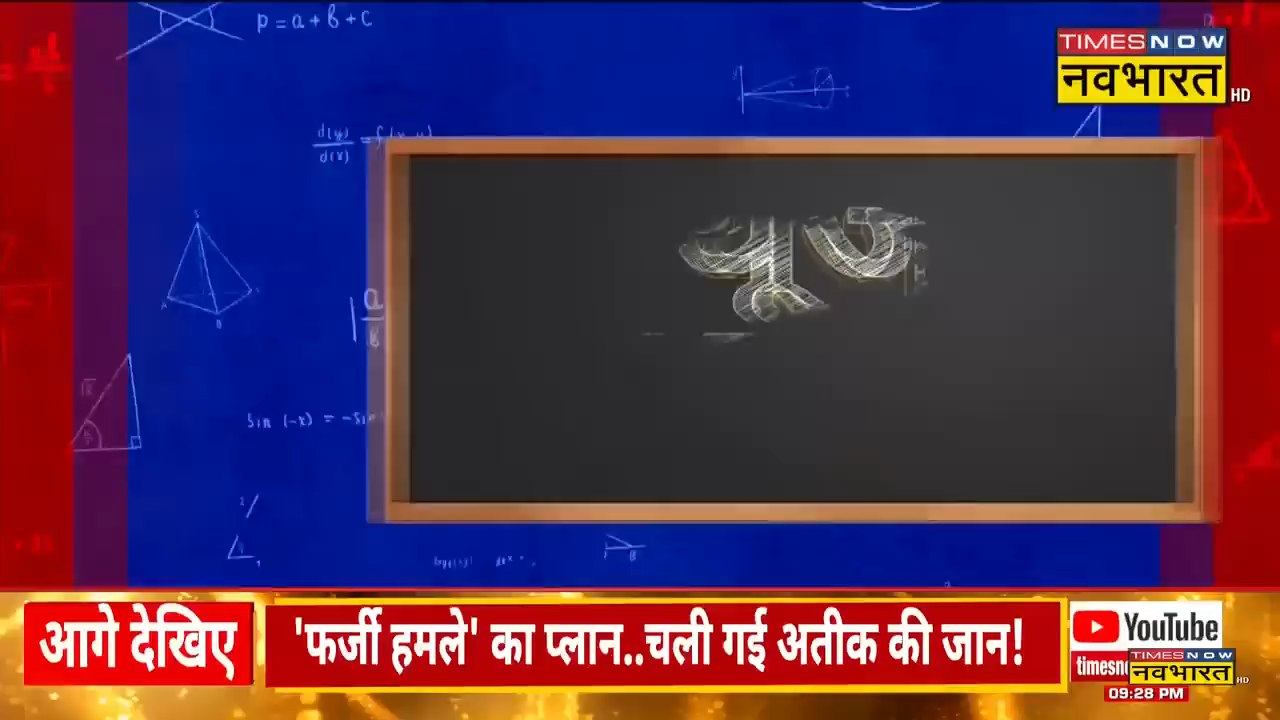 p = a + b + c
TIMES NOW
नवभारत HD
d(y)
d(x)
sin (-x) = -sin
आगे देखिए
'फर्जी हमले' का प्लान..चली गई अतीक की जान!
YouTube
TIMES NOW
नवभारत HD
09:28 PM